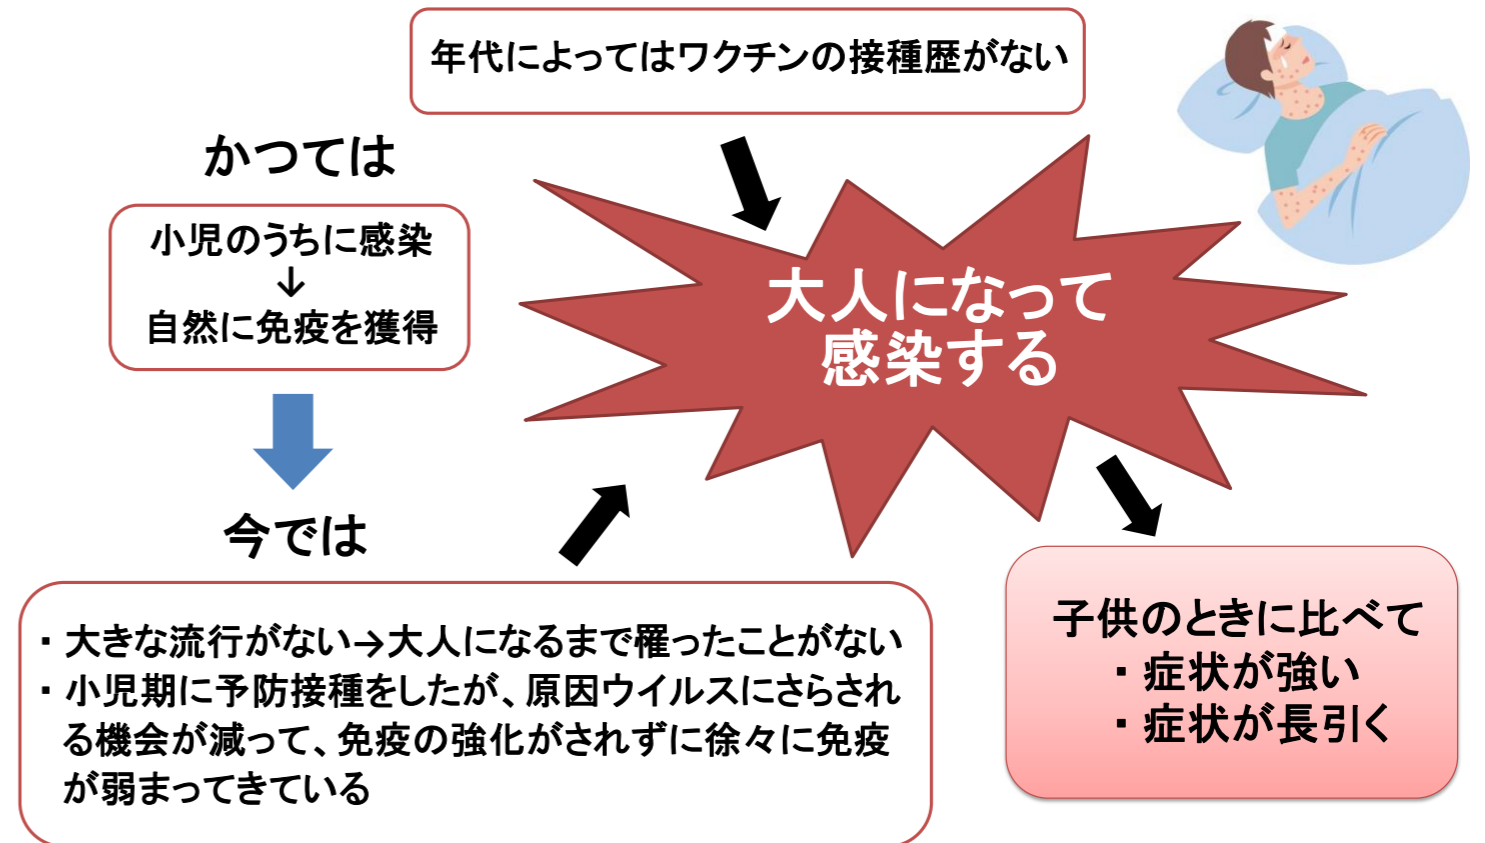 年代によってはワクチンの接種歴がない
かつては
小児のうちに感染
↓
自然に免疫を獲得
大人になって
感染する
今では
・大きな流行がない→大人になるまで罹ったことがない
・小児期に予防接種をしたが、原因ウイルスにさらされ
る機会が減って、免疫の強化がされずに徐々に免疫
が弱まってきている
子供のときに比べて
・症状が強い
・症状が長引く